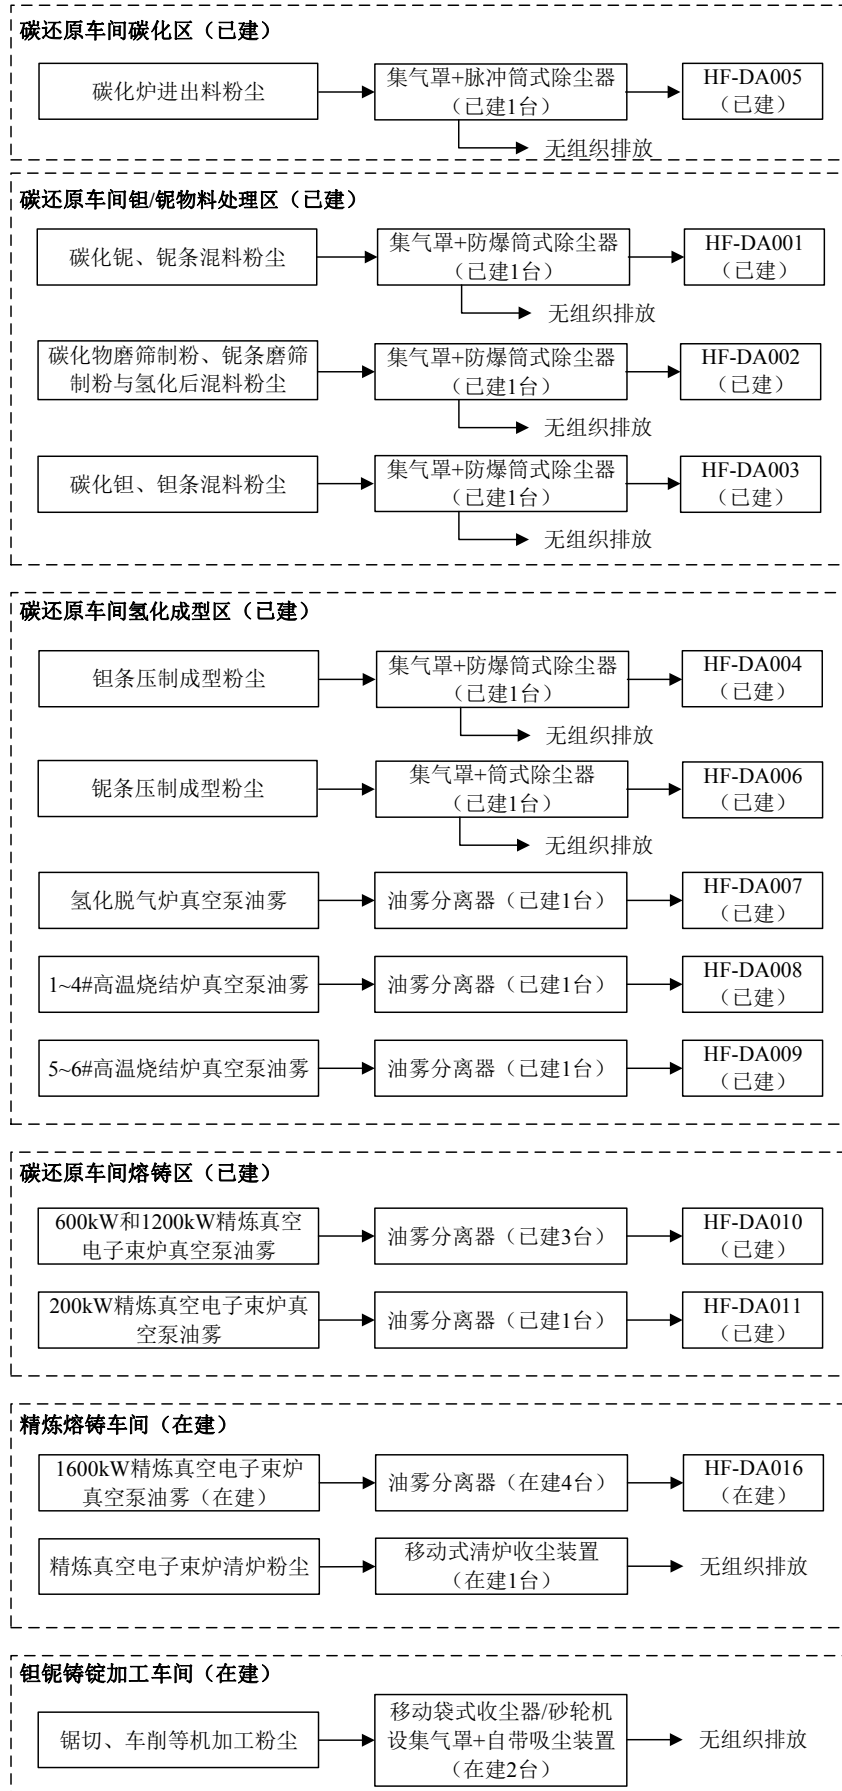 碳还原车间碳化区（已建）
碳化炉进出料粉尘
集气罩+脉冲筒式除尘器
（已建1台）
HF-DA005
（已建）
无组织排放
碳还原车间钽/铌物料处理区（已建）
碳化铌、铌条混料粉尘
集气罩+防爆筒式除尘器
（已建1台）
HF-DA001
（已建）
无组织排放
碳化物磨筛制粉、铌条磨筛
制粉与氢化后混料粉尘
集气罩+防爆筒式除尘器
（已建1台）
HF-DA002
（已建）
无组织排放
碳化钽、钽条混料粉尘
集气罩+防爆筒式除尘器
（已建1台）
HF-DA003
（已建）
无组织排放
碳还原车间氢化成型区（已建）
钽条压制成型粉尘
集气罩+防爆筒式除尘器
（已建1台）
HF-DA004
（已建）
无组织排放
铌条压制成型粉尘
集气罩+筒式除尘器
（已建1台）
HF-DA006
（已建）
无组织排放
氢化脱气炉真空泵油雾
油雾分离器（已建1台）
HF-DA007
（已建）
1~4#高温烧结炉真空泵油雾
油雾分离器（已建1台）
HF-DA008
（已建）
5~6#高温烧结炉真空泵油雾
油雾分离器（已建1台）
HF-DA009
（已建）
碳还原车间熔铸区（已建）
600kW和1200kW精炼真空
电子束炉真空泵油雾
油雾分离器（已建3台）
HF-DA010
（已建）
200kW精炼真空电子束炉真
空泵油雾
油雾分离器（已建1台）
HF-DA011
（已建）
精炼熔铸车间（在建）
1600kW精炼真空电子束炉
真空泵油雾（在建）
油雾分离器（在建4台）
HF-DA016
（在建）
精炼真空电子束炉清炉粉尘
移动式清炉收尘装置
（在建1台）
无组织排放
钽铌铸锭加工车间（在建）
锯切、车削等机加工粉尘
移动袋式收尘器/砂轮机
设集气罩+自带吸尘装置
（在建2台）
无组织排放